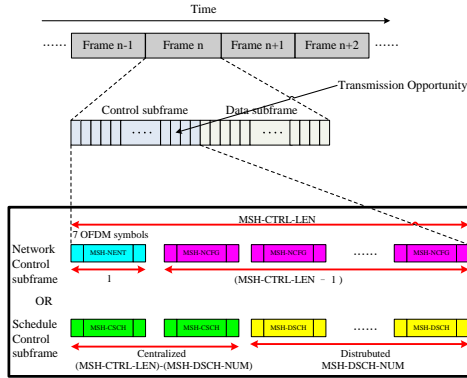 Time
...... Frame n-1 Frame n Frame n+1 Frame n+2 ......
Transmission Opportunity
Control subframe Data subframe
.... ....
MSH-CTRL-LEN
7 OFDM symbols
Network
Control
subframe
MSH-NENT MSH-NCFG MSH-NCFG ...... MSH-NCFG
1 (MSH-CTRL-LEN - 1)
OR
Schedule
Control
subframe
MSH-CSCH MSH-CSCH MSH-DSCH ...... MSH-DSCH
Centralized
(MSH-CTRL-LEN)-(MSH-DSCH-NUM)
Distrubuted
MSH-DSCH-NUM